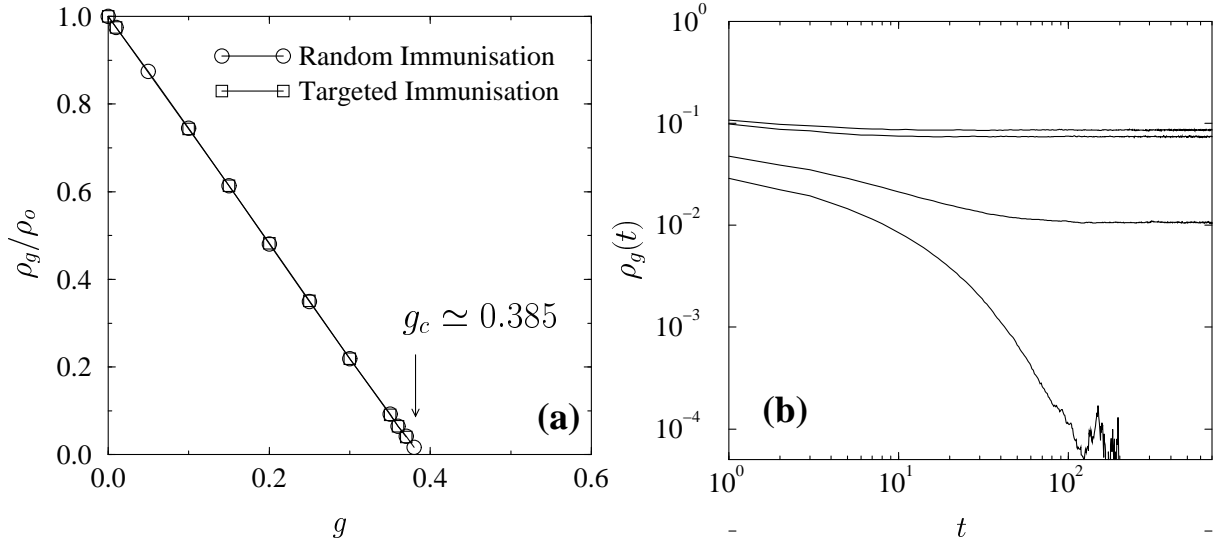 1.0
0.8
0.6
0.4
0.2
0.0
ρg/ρo
Random Immunisation
Targeted Immunisation
gc ≃ 0.385
(a)
0.0 0.2 0.4 0.6
g
10^0
10^-1
10^-2
10^-3
10^-4
ρg(t)
(b)
10^0 10^1 10^2
t